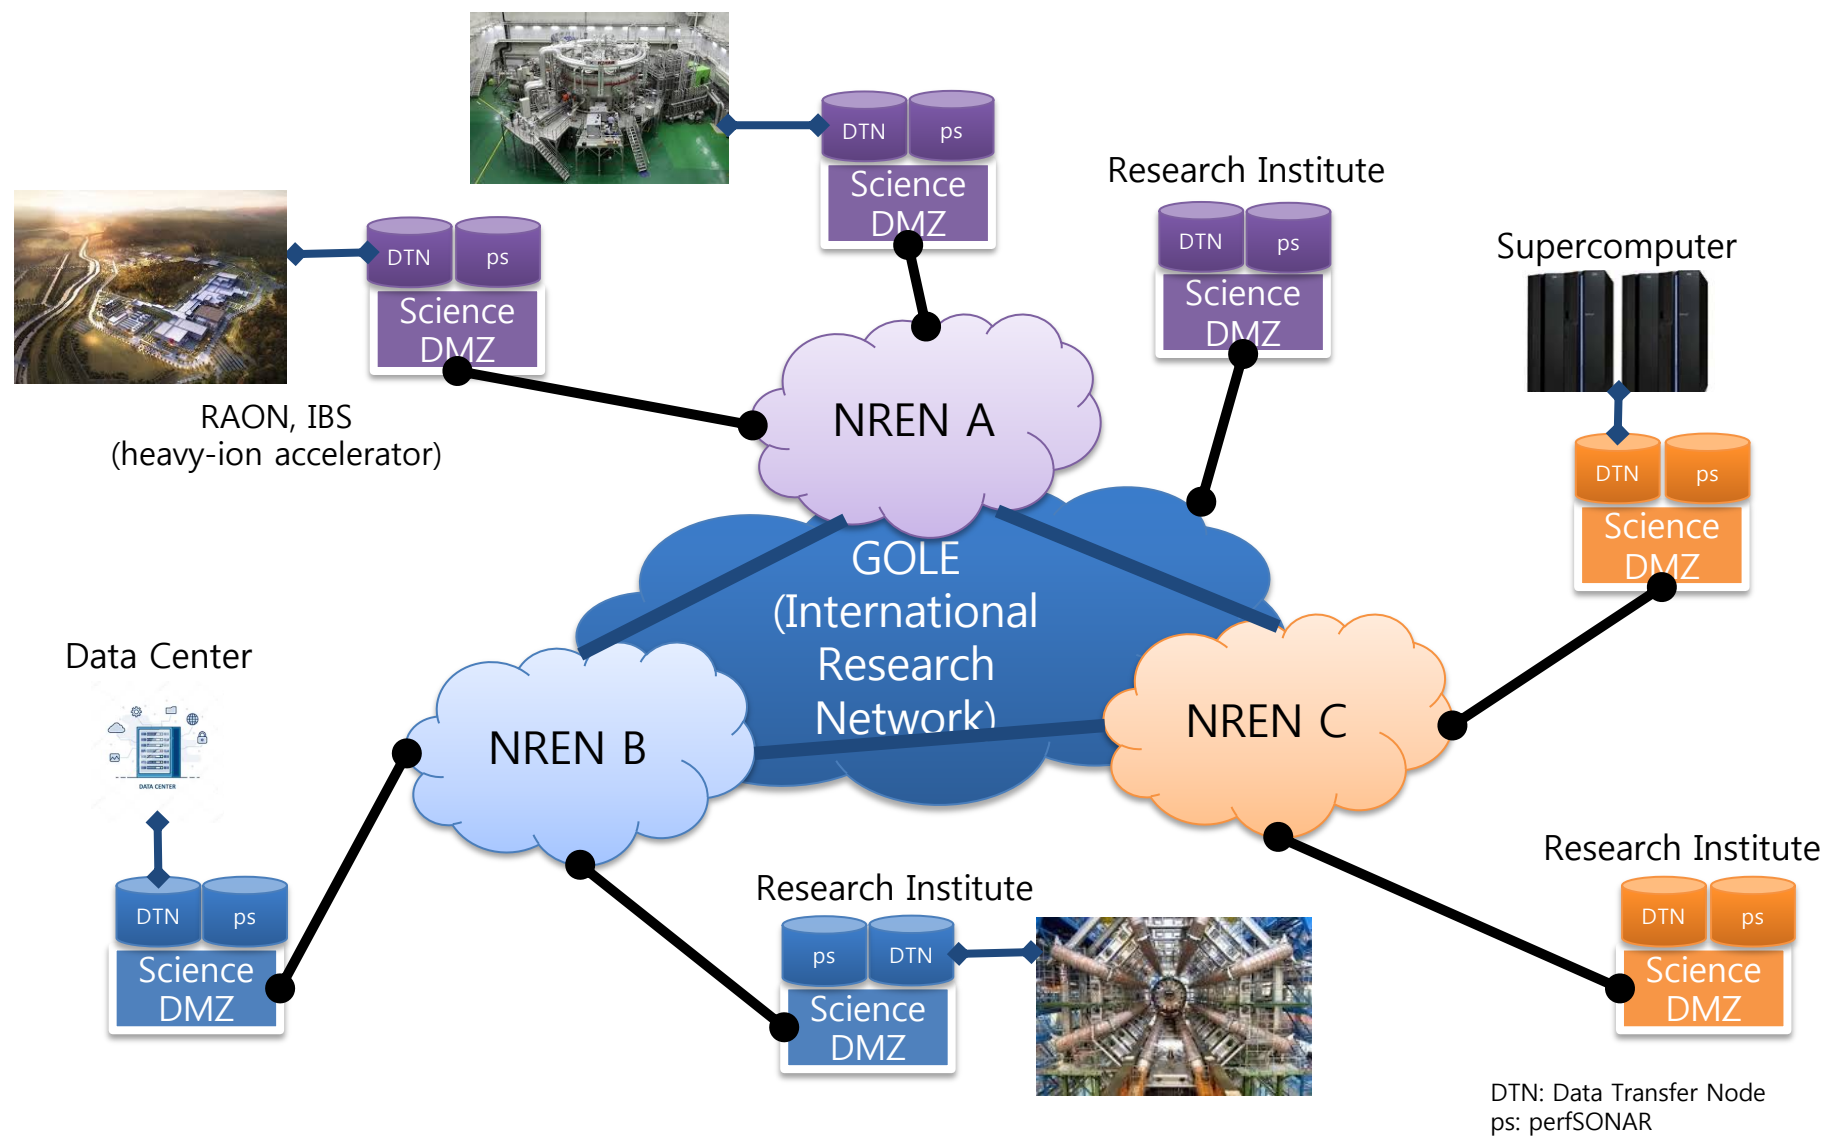 DTN
ps
Science
DMZ
Research Institute
DTN
ps
Science
DMZ
DTN
ps
Science
DMZ
RAON, IBS
(heavy-ion accelerator)
Supercomputer
DTN
ps
Science
DMZ
NREN A
GOLE
(International
Research
Network)
NREN B
NREN C
Data Center
DATA CENTER
DTN
ps
Science
DMZ
Research Institute
ps
DTN
Science
DMZ
Research Institute
DTN
ps
Science
DMZ
DTN: Data Transfer Node
ps: perfSONAR